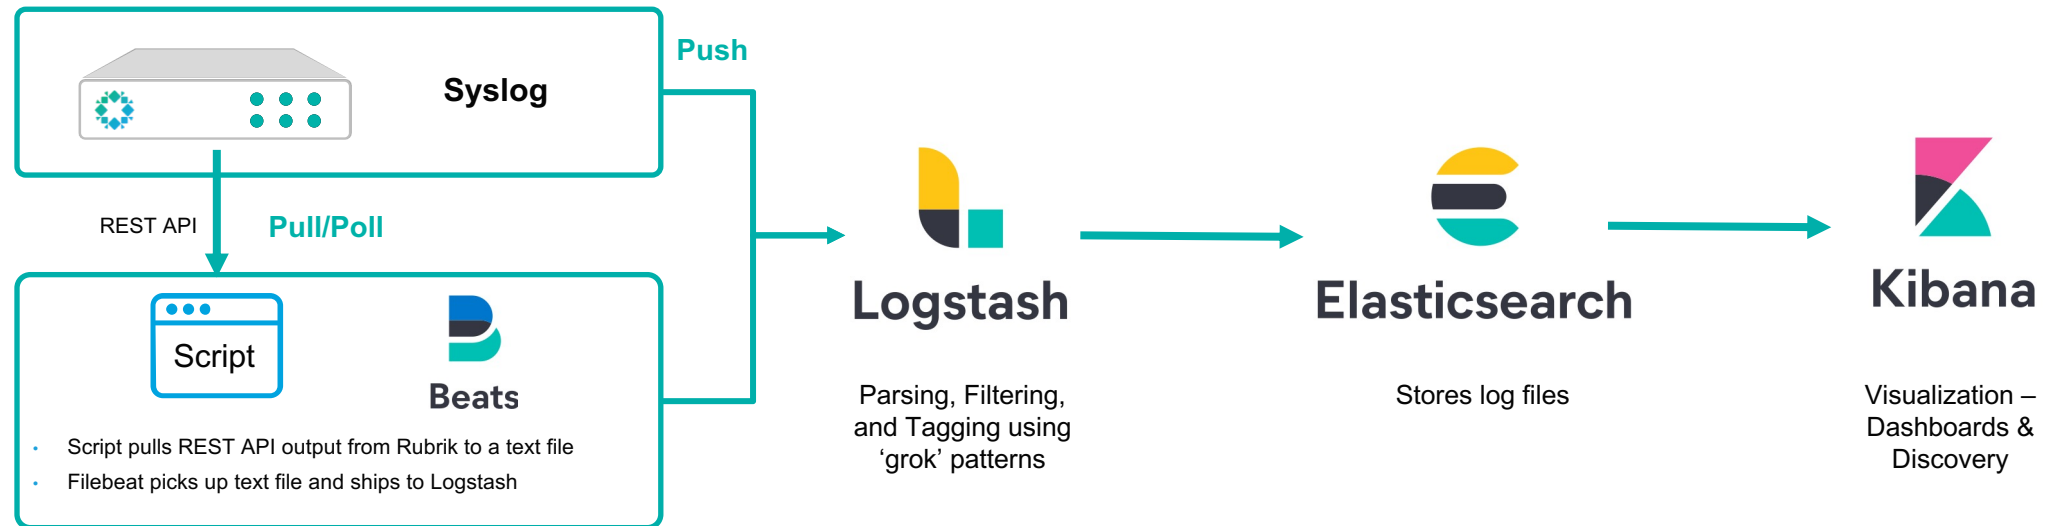 Push
Syslog
REST API
Pull/Poll
Script
Beats
• Script pulls REST API output from Rubrik to a text file
• Filebeat picks up text file and ships to Logstash
Logstash
Parsing, Filtering,
and Tagging using
‘grok’ patterns
Elasticsearch
Stores log files
Kibana
Visualization –
Dashboards &
Discovery